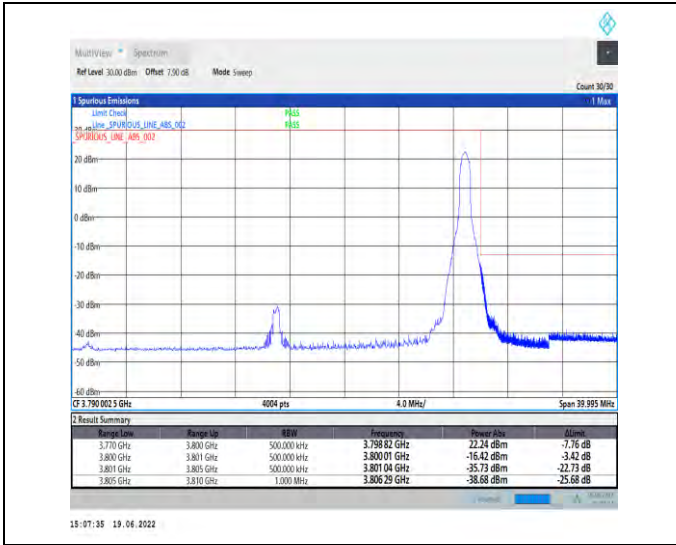 MultiView Spectrum
Ref Level 30.00 dBm Offset 7.90 dB Mode Sweep
Count 30/30
1 Spurious Emissions 1 Max
Limit Check PASS
Line _SPURIOUS_LINE_ABS_002 PASS
_SPURIOUS_LINE_ABS_002
20 dBm
10 dBm
0 dBm
-10 dBm
-20 dBm
-30 dBm
-40 dBm
-50 dBm
-60 dBm
CF 3.790 002 5 GHz 4004 pts 4.0 MHz/ Span 39.995 MHz
2 Result Summary
Range Low Range Up RBW Frequency Power Abs ΔLimit
3.770 GHz 3.800 GHz 500.000 kHz 3.798 82 GHz 22.24 dBm -7.76 dB
3.800 GHz 3.801 GHz 500.000 kHz 3.80001 GHz -16.42 dBm -3.42 dB
3.801 GHz 3.805 GHz 500.000 kHz 3.801 04 GHz -35.73 dBm -22.73 dB
3.805 GHz 3.810 GHz 1.000 MHz 3.806 29 GHz -38.68 dBm -25.68 dB
15:07:35 19.06.2022